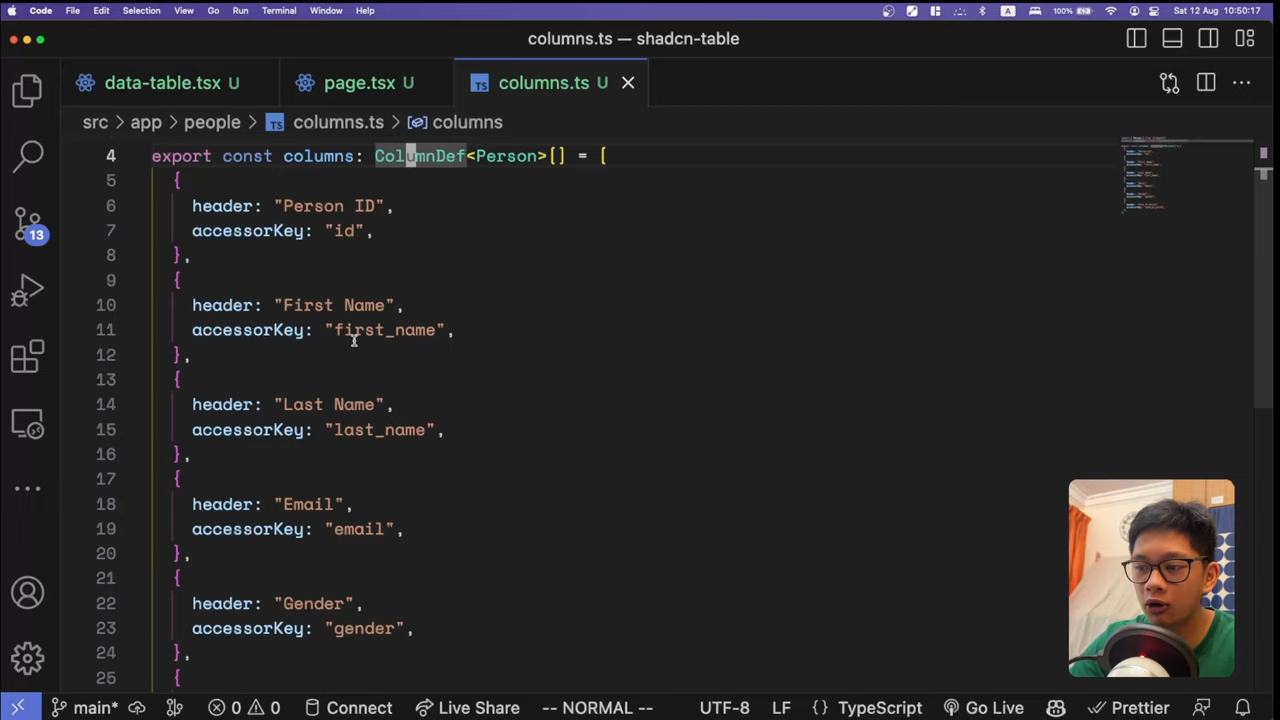 Code File Edit Selection View Go Run Terminal Window Help 100% Sat 12 Aug 10:50:17
columns.ts — shadcn-table
data-table.tsx U page.tsx U columns.ts U
src > app > people > TS columns.ts > columns
4 export const columns: ColumnDef<Person>[] = [
5 {
6 header: "Person ID",
7 accessorKey: "id",
8 },
9 {
10 header: "First Name",
11 accessorKey: "first_name",
12 },
13 {
14 header: "Last Name",
15 accessorKey: "last_name",
16 },
17 {
18 header: "Email",
19 accessorKey: "email",
20 },
21 {
22 header: "Gender",
23 accessorKey: "gender",
24 },
25 {
13
main* 0 0 Connect Live Share -- NORMAL -- UTF-8 LF {} TypeScript Go Live Prettier